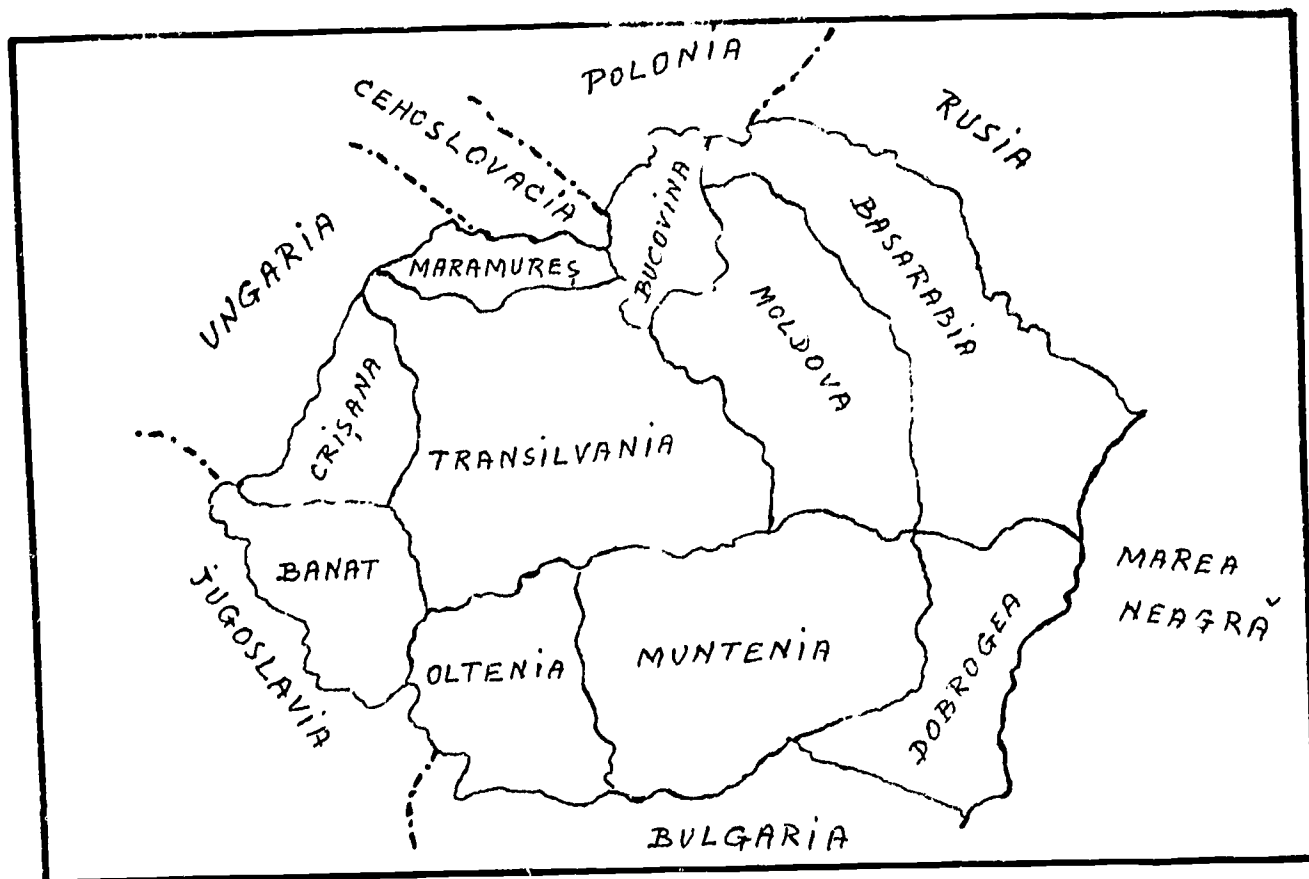 POLONIA
CEHOSLOVACIA
RUSIA
UNGARIA
MARAMUREȘ
BUCOVINA
BASARABIA
MOLDOVA
CRIȘANA
TRANSILVANIA
BANAT
JUGOSLAVIA
OLTENIA
MUNTENIA
DOBROGEA
MAREA
NEAGRĂ
BULGARIA